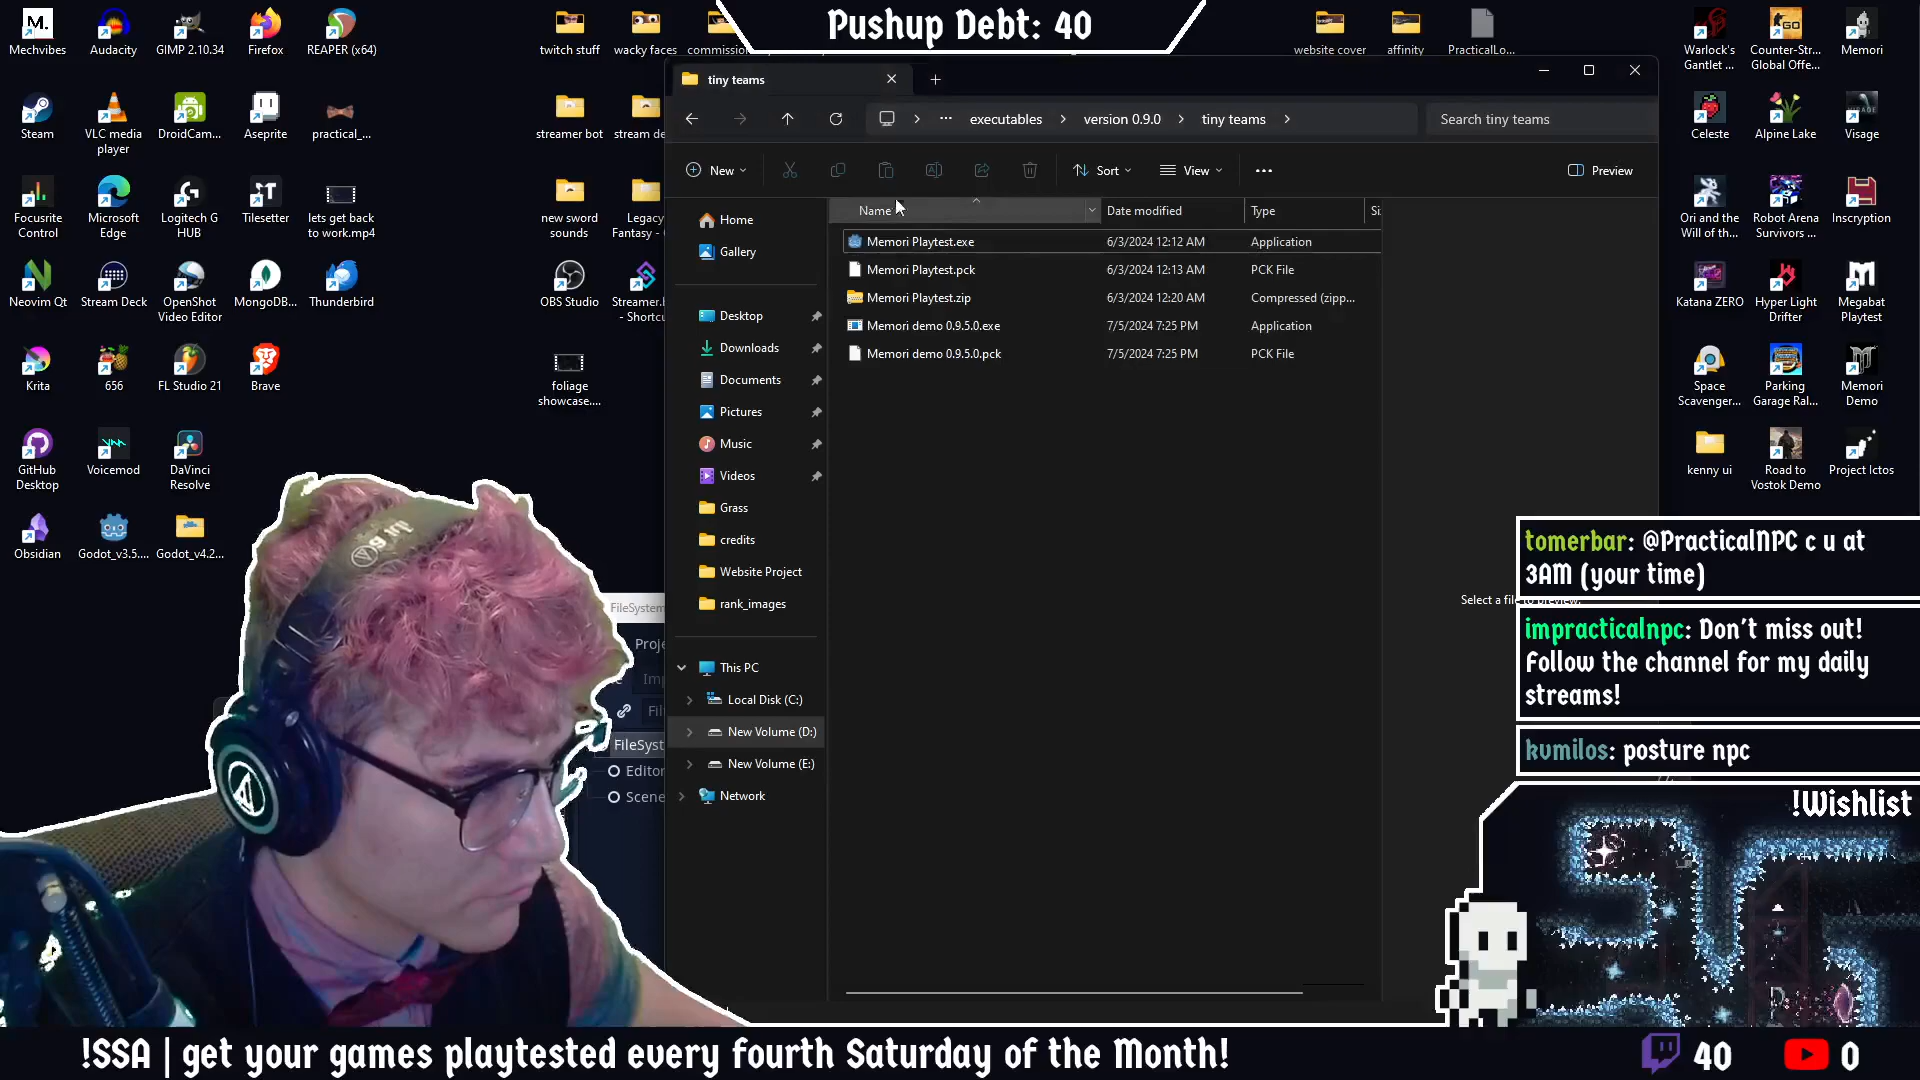 Pushup Debt: 40
M.
Mechvibes
Audacity
GIMP 2.10.34
Firefox
REAPER (x64)
twitch stuff
wacky faces
website cover
affinity
PracticalLo...
Warlock's
Gantlet ...
Counter-Str...
Global Offe...
Memori
tiny teams
Steam
VLC media
player
DroidCam...
Aseprite
practical_...
streamer bot
executables
version 0.9.0
tiny teams
Search tiny teams
Celeste
Alpine Lake
Visage
New
Sort
View
Preview
Focusrite
Control
Microsoft
Edge
Logitech G
HUB
Tilesetter
lets get back
to work.mp4
new sword
sounds
Legacy
Fantasy - ...
Ori and the
Will of th...
Robot Arena
Survivors ...
Inscryption
Name
Date modified
Type
Home
Gallery
Memori Playtest.exe
6/3/2024 12:12 AM
Application
Memori Playtest.pck
6/3/2024 12:13 AM
PCK File
Memori Playtest.zip
6/3/2024 12:20 AM
Compressed (zipp...
Memori demo 0.9.5.0.exe
7/5/2024 7:25 PM
Application
Memori demo 0.9.5.0.pck
7/5/2024 7:25 PM
PCK File
Neovim Qt
Stream Deck
OpenShot
Video Editor
MongoDB...
Thunderbird
OBS Studio
Streamer.b
- Shortcu
Katana ZERO
Hyper Light
Drifter
Megabat
Playtest
Desktop
Downloads
Documents
Pictures
Music
Videos
Grass
credits
Website Project
rank_images
This PC
Local Disk (C:)
New Volume (D:)
New Volume (E:)
Network
Krita
656
FL Studio 21
Brave
foliage
showcase....
Space
Scavenger...
Parking
Garage Ral...
Memori
Demo
GitHub
Desktop
Voicemod
DaVinci
Resolve
kenny ui
Road to
Vostok Demo
Project Ictos
Obsidian
Godot_v3.5....
Godot_v4.2...
tomerbar: @PracticalNPC c u at
3AM (your time)
impracticalnpc: Don't miss out!
Follow the channel for my daily
streams!
kvmilos: posture npc
!Wishlist
!SSA | get your games playtested every fourth Saturday of the Month!
40
0